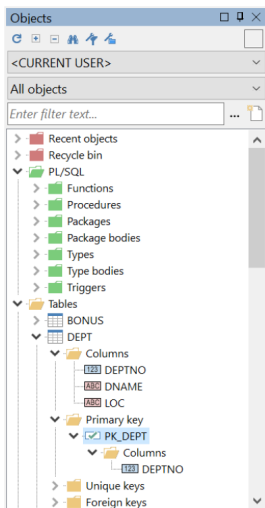 Objects
<CURRENT USER>
All objects
Enter filter text...
...
Recent objects
Recycle bin
PL/SQL
Functions
Procedures
Packages
Package bodies
Types
Type bodies
Triggers
Tables
BONUS
DEPT
Columns
123 DEPTNO
ABC DNAME
ABC LOC
Primary key
PK_DEPT
Columns
123 DEPTNO
Unique keys
Foreign keys